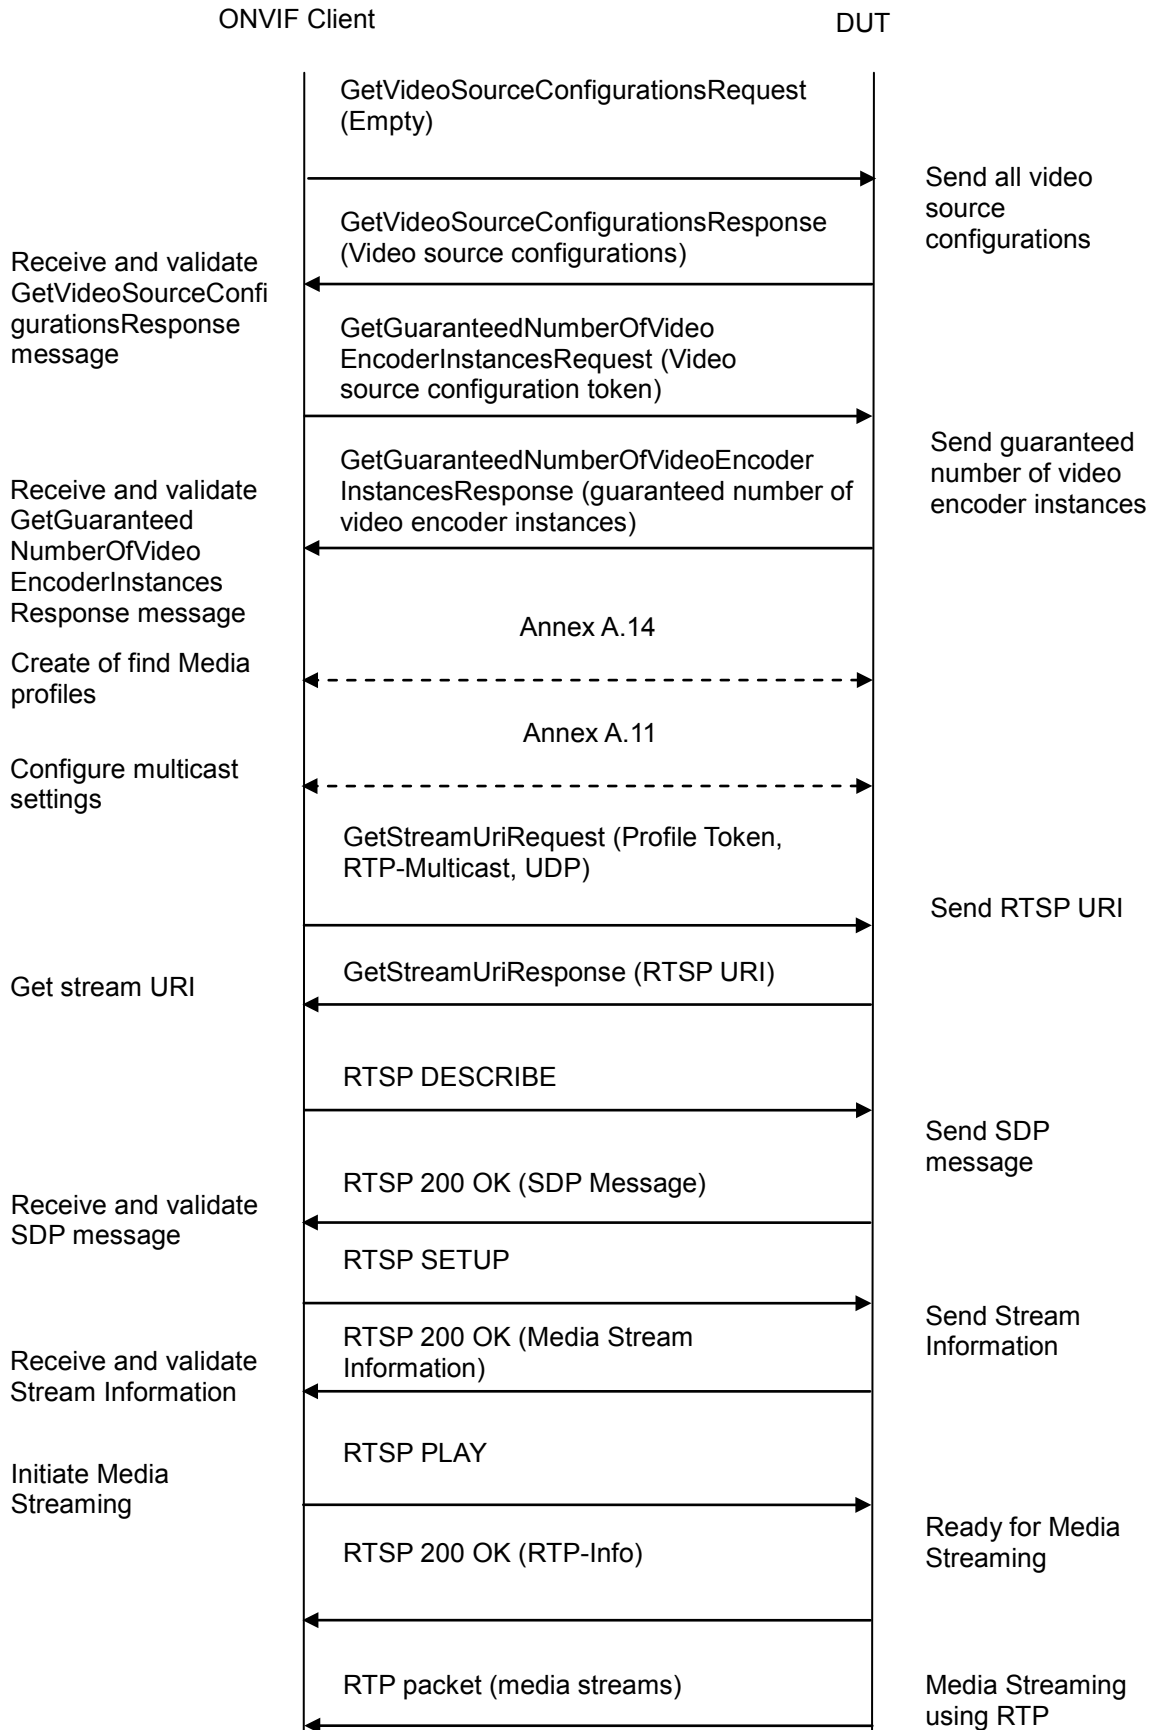 ONVIF Client
DUT
GetVideoSourceConfigurationsRequest
(Empty)
Send all video
source
configurations
GetVideoSourceConfigurationsResponse
(Video source configurations)
Receive and validate
GetVideoSourceConfi
gurationsResponse
message
GetGuaranteedNumberOfVideo
EncoderInstancesRequest (Video
source configuration token)
Send guaranteed
number of video
encoder instances
GetGuaranteedNumberOfVideoEncoder
InstancesResponse (guaranteed number of
video encoder instances)
Receive and validate
GetGuaranteed
NumberOfVideo
EncoderInstances
Response message
Annex A.14
Create of find Media
profiles
Annex A.11
Configure multicast
settings
GetStreamUriRequest (Profile Token,
RTP-Multicast, UDP)
Send RTSP URI
GetStreamUriResponse (RTSP URI)
Get stream URI
RTSP DESCRIBE
Send SDP
message
RTSP 200 OK (SDP Message)
Receive and validate
SDP message
RTSP SETUP
Send Stream
Information
RTSP 200 OK (Media Stream
Information)
Receive and validate
Stream Information
RTSP PLAY
Initiate Media
Streaming
Ready for Media
Streaming
RTSP 200 OK (RTP-Info)
RTP packet (media streams)
Media Streaming
using RTP